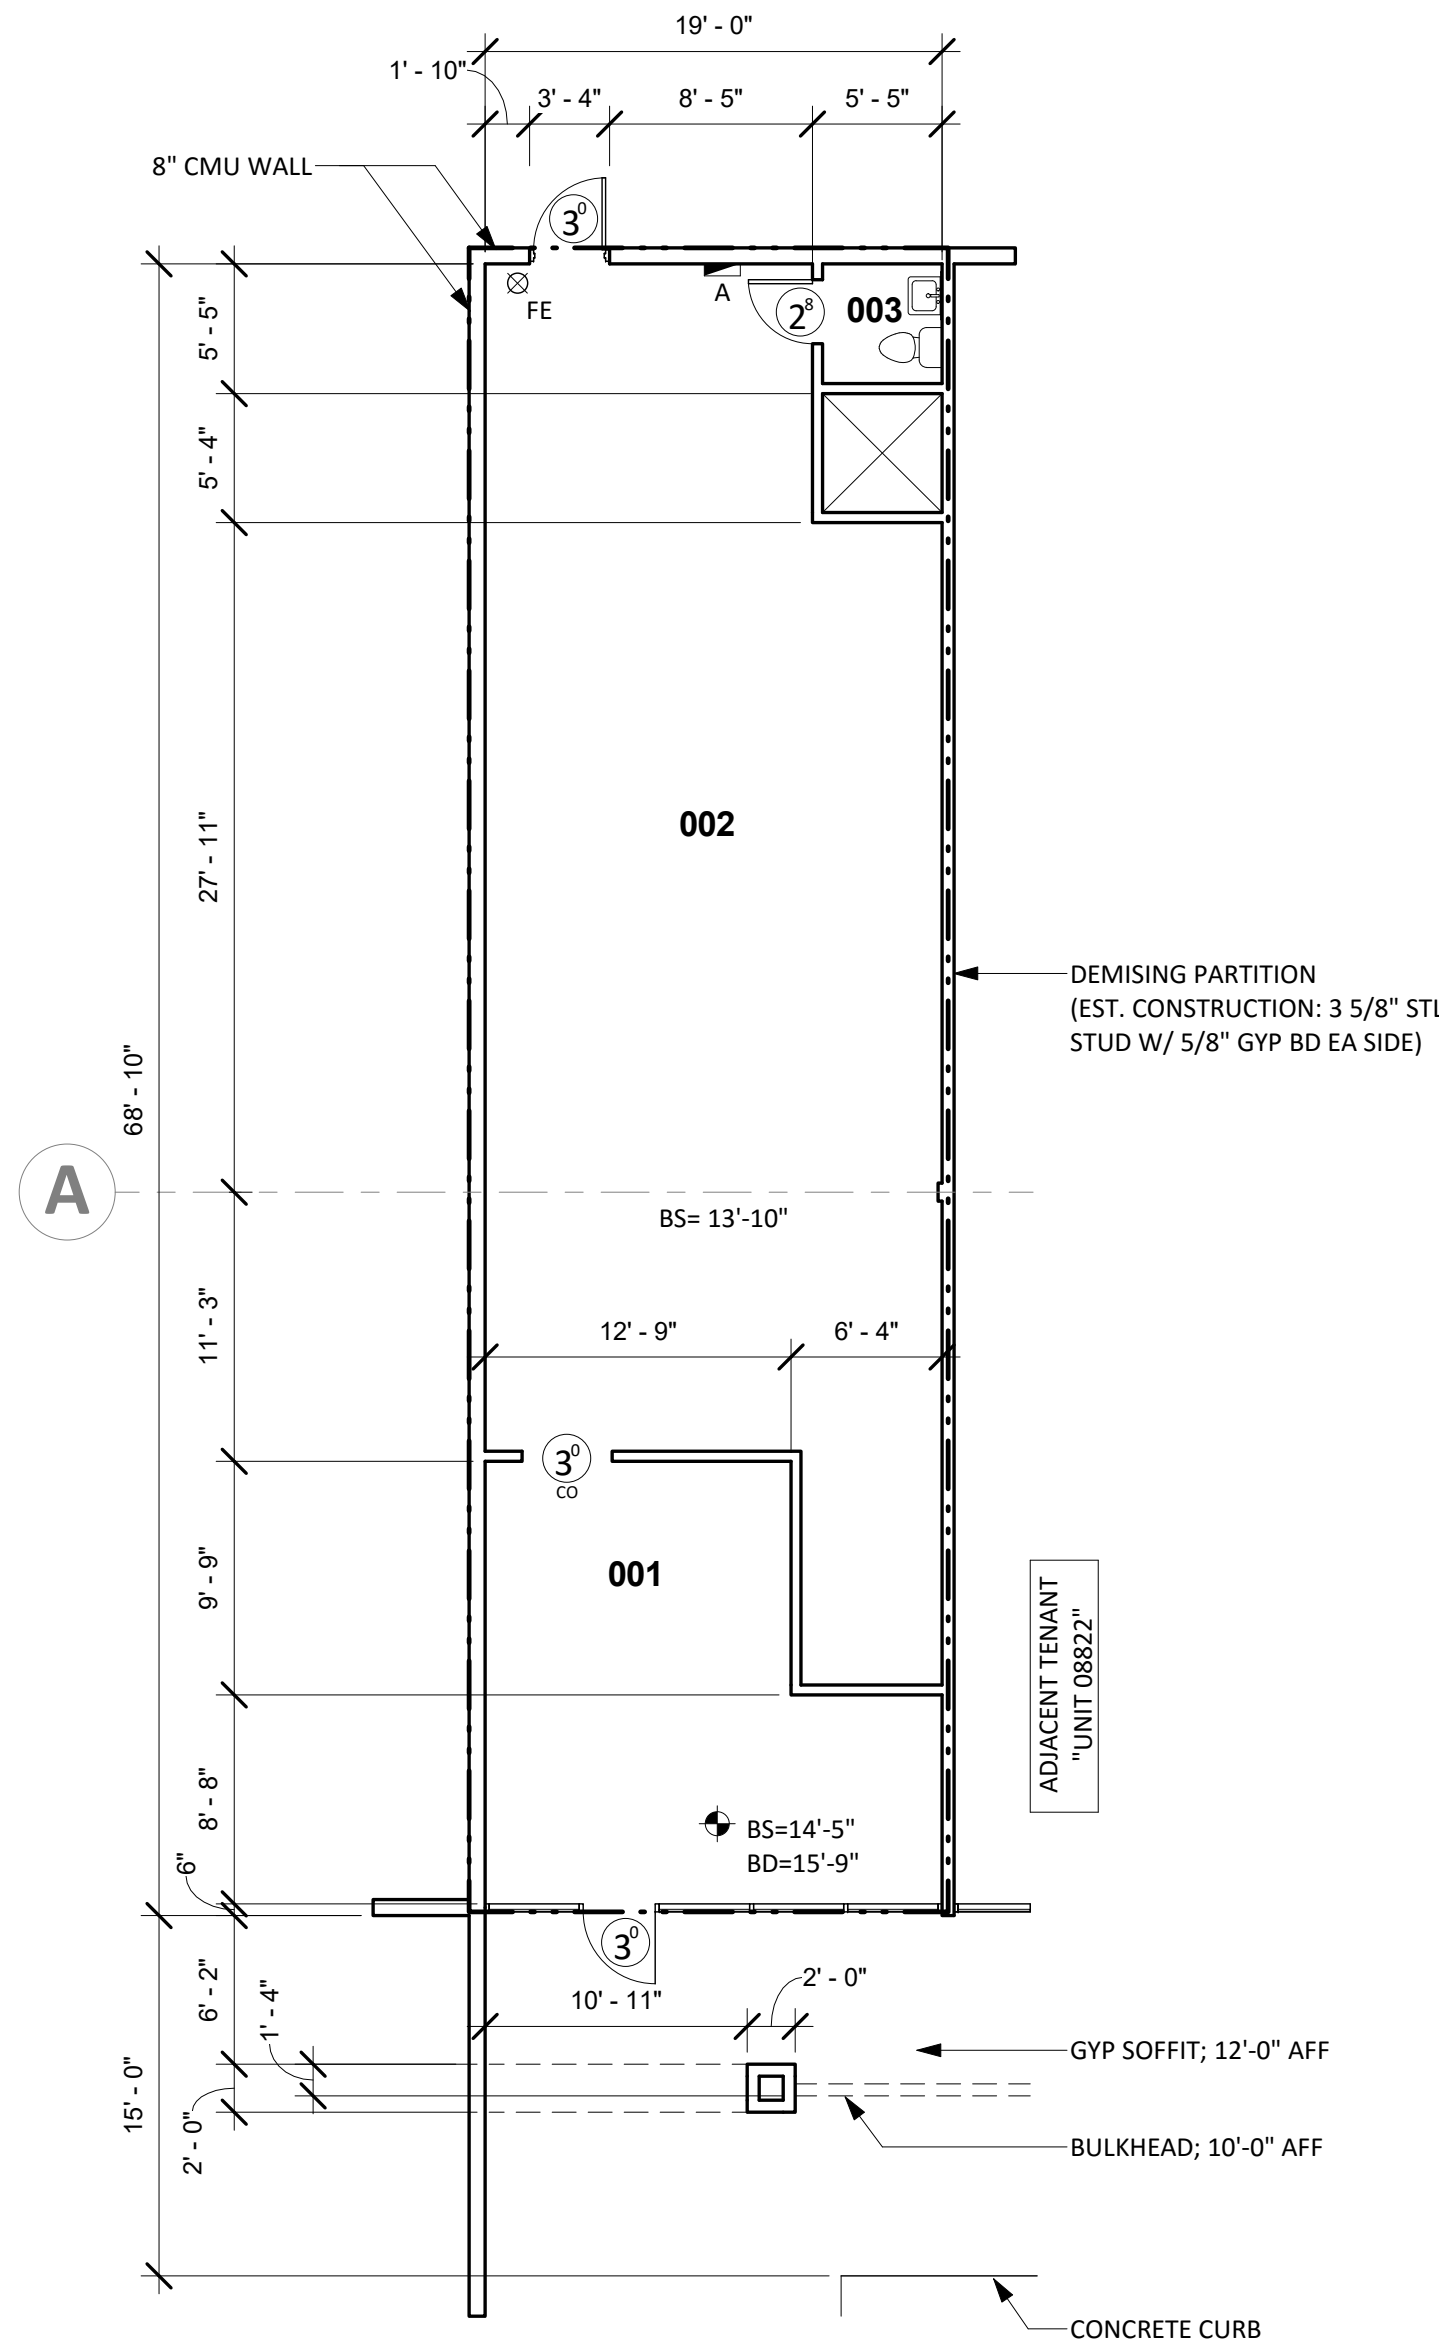 19' - 0"
1' - 10"
3' - 4"
8' - 5"
5' - 5"
8" CMU WALL
3⁰
FE
A
2⁸
003
5' - 5"
5' - 4"
002
27' - 11"
DEMISING PARTITION
(EST. CONSTRUCTION: 3 5/8" STL
STUD W/ 5/8" GYP BD EA SIDE)
68' - 10"
A
BS= 13'-10"
11' - 3"
12' - 9"
6' - 4"
3⁰
CO
9' - 9"
001
ADJACENT TENANT
"UNIT 08822"
8' - 8"
BS=14'-5"
BD=15'-9"
6"
3⁰
6' - 2"
1' - 4"
10' - 11"
2' - 0"
GYP SOFFIT; 12'-0" AFF
15' - 0"
2' - 0"
BULKHEAD; 10'-0" AFF
CONCRETE CURB